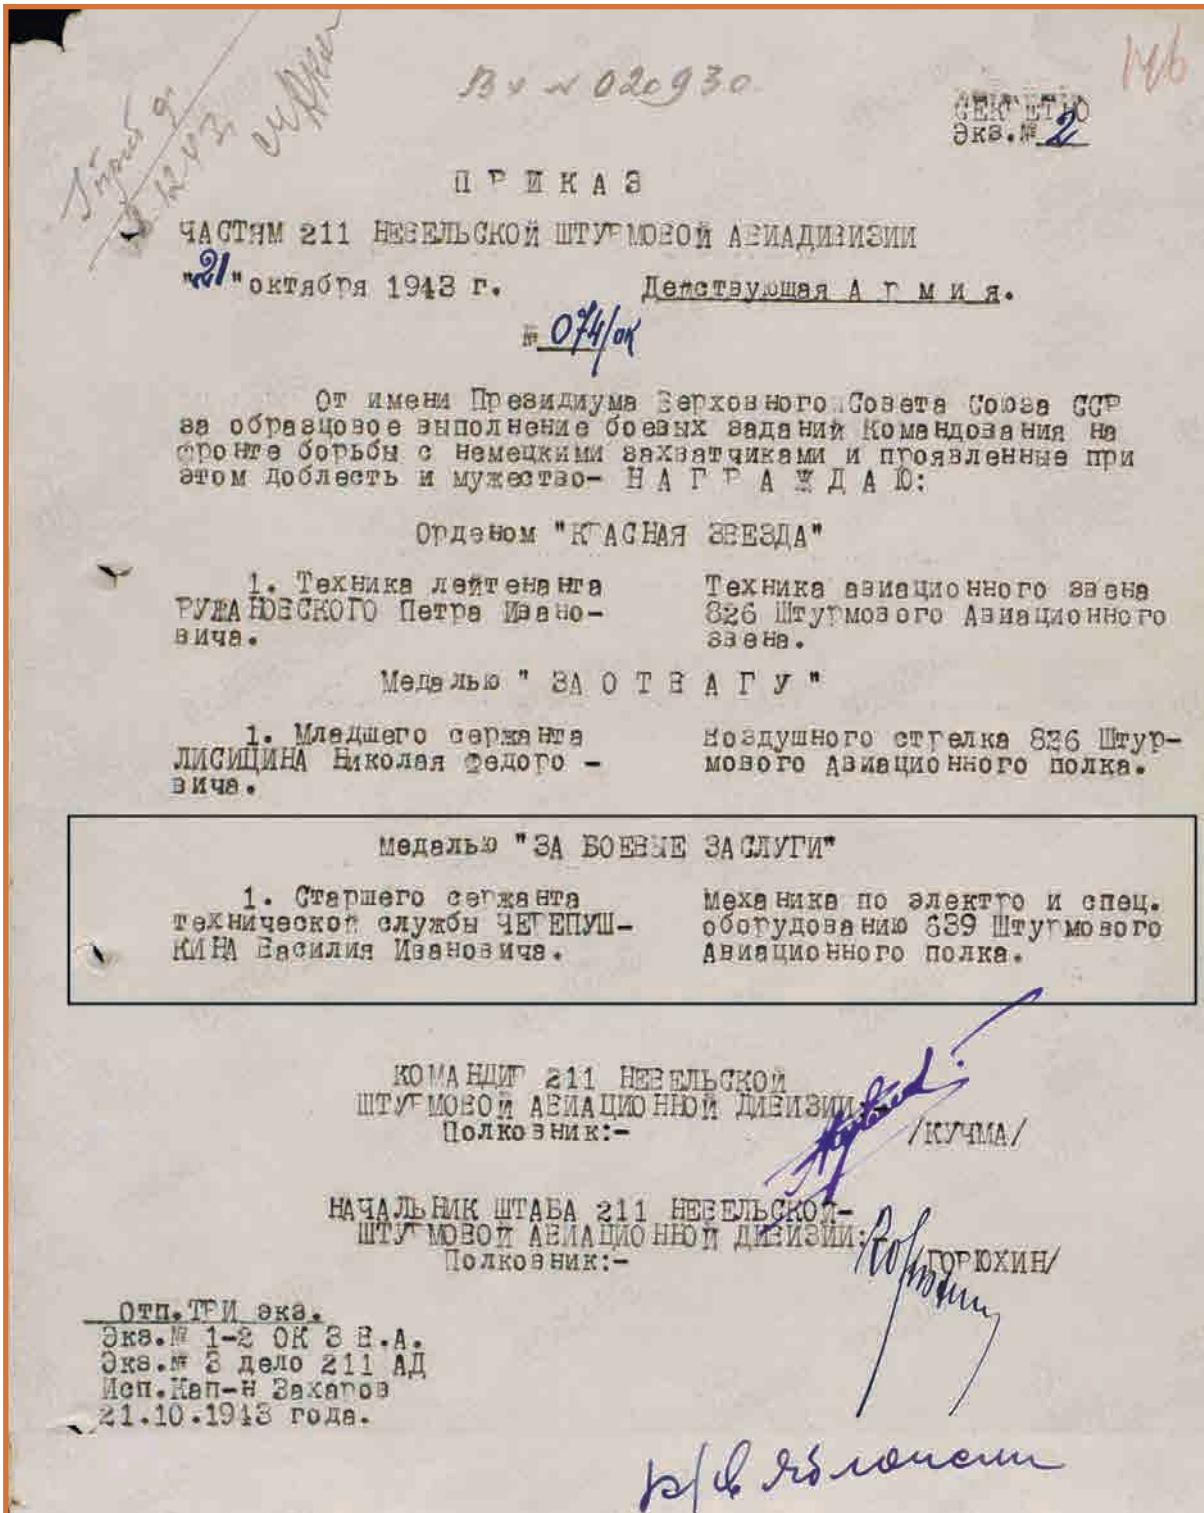 Вх № 020930
146
СЕКРЕТНО
Экз.№ 2
12 43
П Р И К А З
ЧАСТЯМ 211 НЕВЕЛЬСКОЙ ШТУРМОВОЙ АВИАДИВИЗИИ
"21" октября 1943 г. Действующая А р м и я.
№ 074/ок
От имени Президиума Верховного Совета Союза ССР
за образцовое выполнение боевых заданий Командования на
фронте борьбы с немецкими захватчиками и проявленные при
этом доблесть и мужество- Н А Г Р А Ж Д А Ю:
Орденом "КРАСНАЯ ЗВЕЗДА"
1. Техника лейтенанта Техника авиационного звена
РУЖАНОВСКОГО Петра Ивано- 826 Штурмового Авиационного
вича. звена.
Медалью " ЗА О Т В А Г У "
1. Младшего сержанта Воздушного стрелка 826 Штур-
ЛИСИЦИНА Николая Федоро - мового Авиационного полка.
вича.
Медалью "ЗА БОЕВЫЕ ЗАСЛУГИ"
1. Старшего сержанта Механика по электро и спец.
технической службы ЧЕРЕПУШ- оборудованию 639 Штурмового
КИНА Василия Ивановича. Авиационного полка.
КОМАНДИР 211 НЕВЕЛЬСКОЙ
ШТУРМОВОЙ АВИАЦИОННОЙ ДИВИЗИИ:-
Полковник:- /КУЧМА/
НАЧАЛЬНИК ШТАБА 211 НЕВЕЛЬСКОЙ-
ШТУРМОВОЙ АВИАЦИОННОЙ ДИВИЗИИ:-
Полковник:- /ГОРЮХИН/
Отп.ТРИ экз.
Экз.№ 1-2 ОК 3 В.А.
Экз.№ 3 дело 211 АД
Исп.Кап-н Захаров
21.10.1943 года.